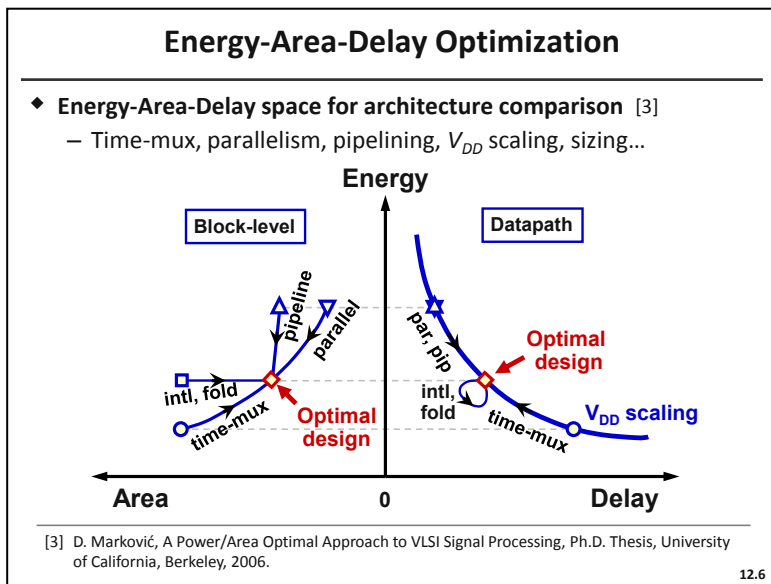 Energy-Area-Delay Optimization
◆ Energy-Area-Delay space for architecture comparison [3]
– Time-mux, parallelism, pipelining, V_DD scaling, sizing…
Energy
Block-level
Datapath
pipeline
parallel
par, pip
Optimal
design
intl, fold
intl,
fold
Optimal
design
time-mux
time-mux
V_DD scaling
Area
0
Delay
[3] D. Marković, A Power/Area Optimal Approach to VLSI Signal Processing, Ph.D. Thesis, University
of California, Berkeley, 2006.
12.6